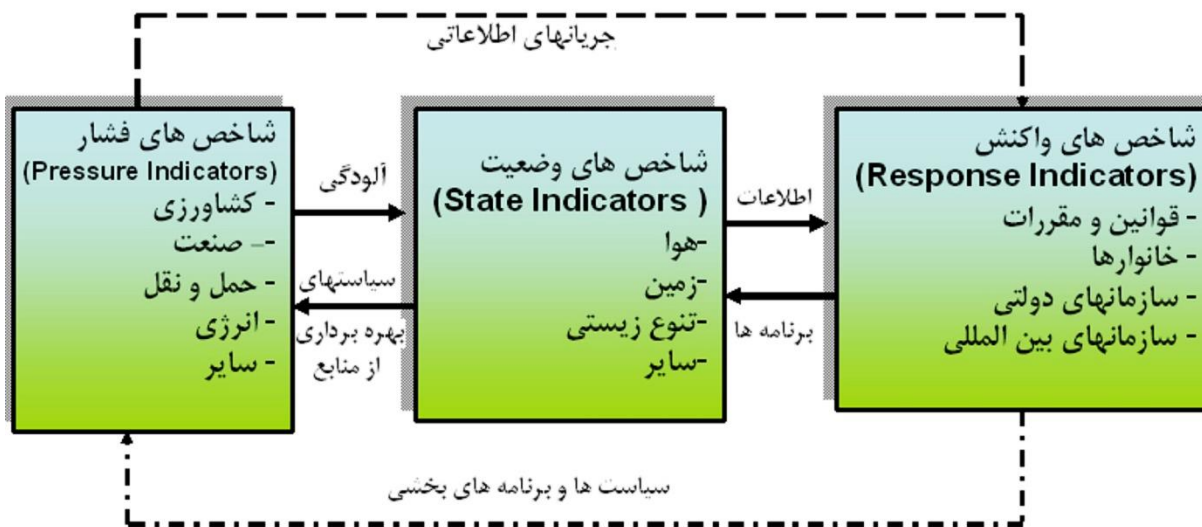 جریانهای اطلاعاتی
شاخص های فشار
(Pressure Indicators)
- کشاورزی
-- صنعت
- حمل و نقل
- انرژی
- سایر
آلودگی
سیاستهای
بهره برداری
از منابع
شاخص های وضعیت
(State Indicators )
-هوا
-زمین
-تنوع زیستی
-سایر
اطلاعات
برنامه ها
شاخص های واکنش
(Response Indicators)
- قوانین و مقررات
- خانوارها
- سازمانهای دولتی
- سازمانهای بین المللی
سیاست ها و برنامه های بخشی